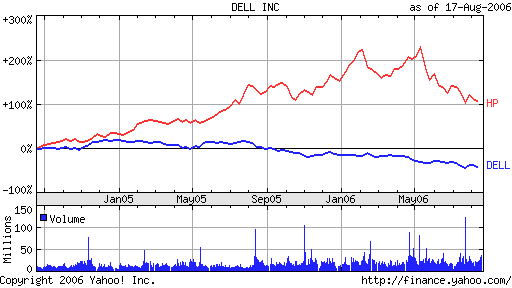 DELL INC as of 17-Aug-2006
+300%
+200%
+100%
0%
-100%
HP
DELL
Jan05 May05 Sep05 Jan06 May06
150
100
50
0
Millions
Volume
Copyright 2006 Yahoo! Inc. http://finance.yahoo.com/